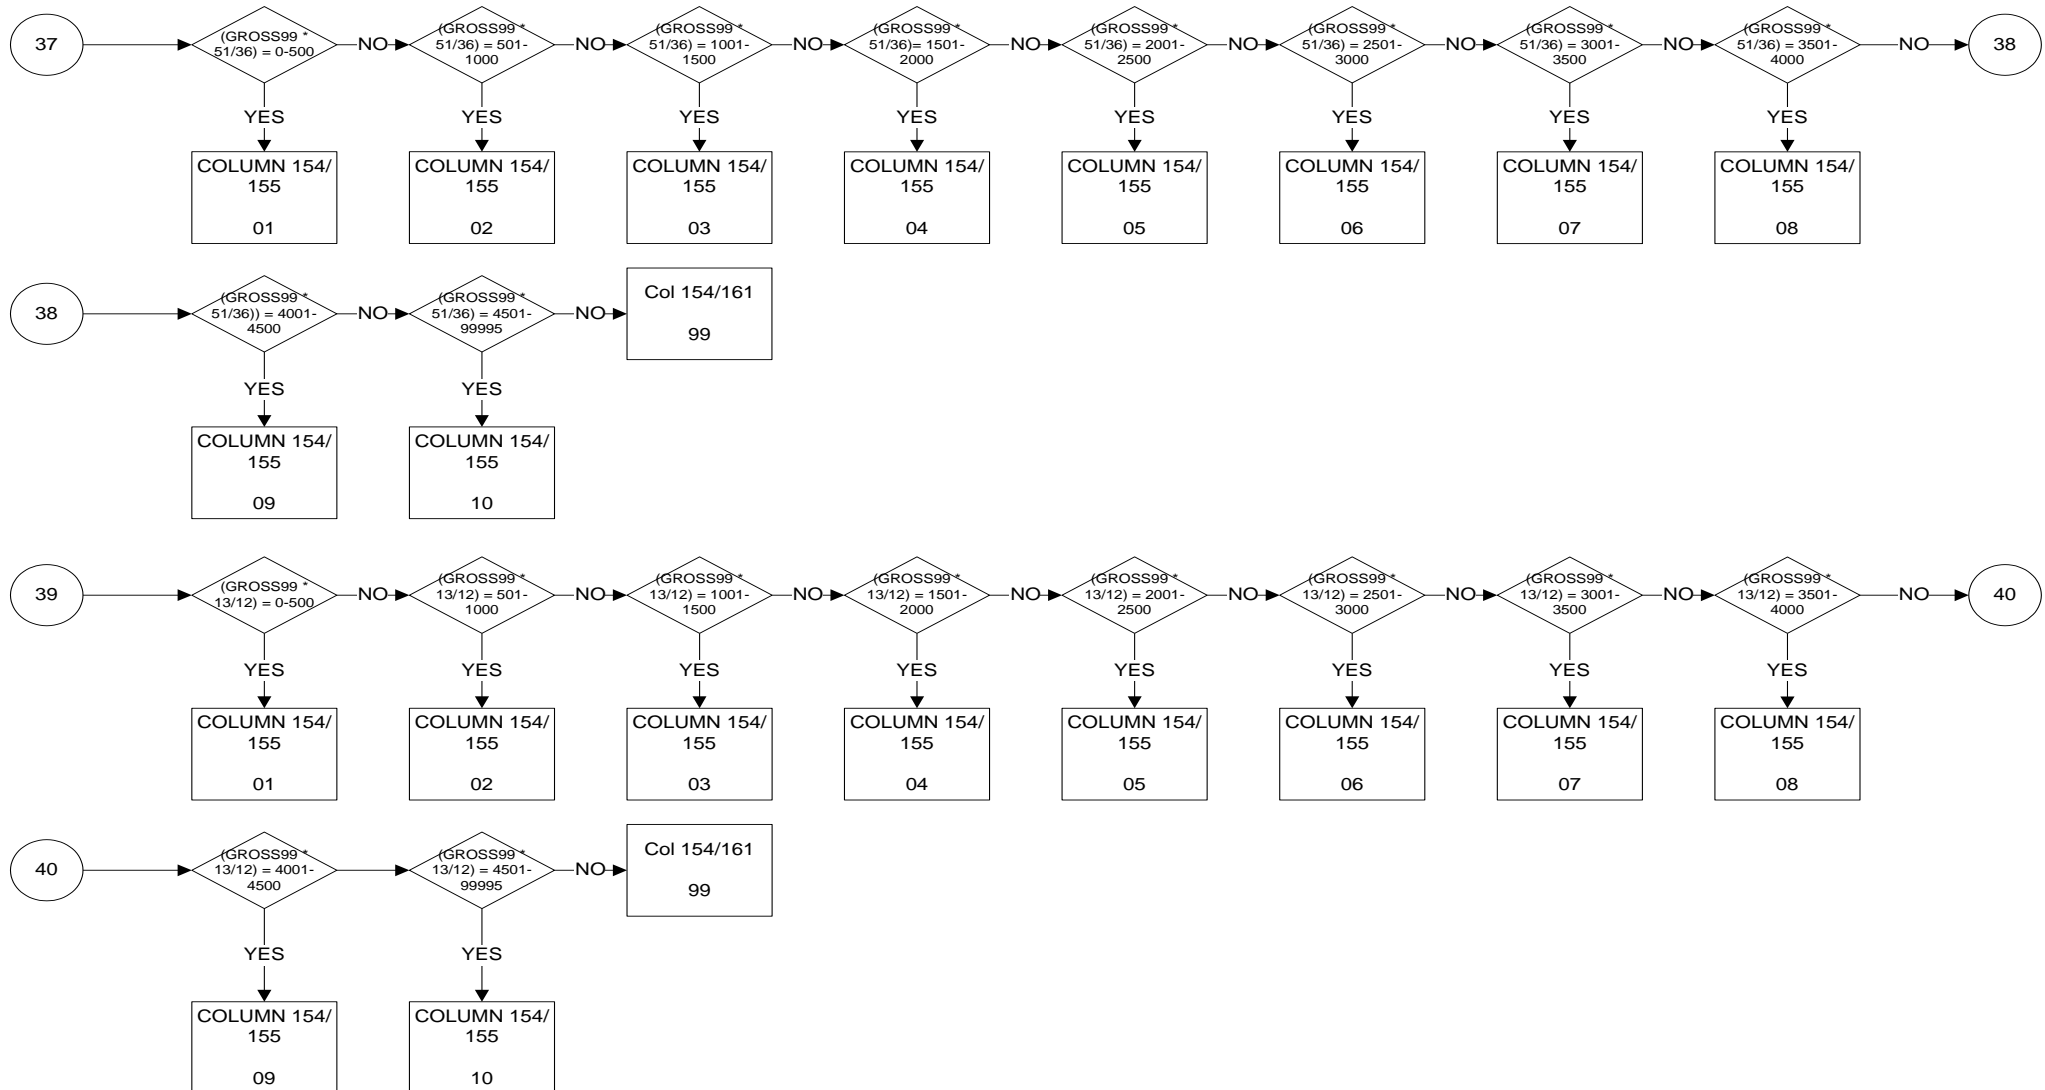 37
(GROSS99 *
51/36) = 0-500
NO
(GROSS99 *
51/36) = 501-
1000
NO
(GROSS99 *
51/36) = 1001-
1500
NO
(GROSS99 *
51/36)= 1501-
2000
NO
(GROSS99 *
51/36) = 2001-
2500
NO
(GROSS99 *
51/36) = 2501-
3000
NO
(GROSS99 *
51/36) = 3001-
3500
NO
(GROSS99 *
51/36) = 3501-
4000
NO
38
YES
YES
YES
YES
YES
YES
YES
YES
COLUMN 154/
155
01
COLUMN 154/
155
02
COLUMN 154/
155
03
COLUMN 154/
155
04
COLUMN 154/
155
05
COLUMN 154/
155
06
COLUMN 154/
155
07
COLUMN 154/
155
08
38
(GROSS99 *
51/36)) = 4001-
4500
NO
(GROSS99 *
51/36) = 4501-
99995
NO
Col 154/161
99
YES
YES
COLUMN 154/
155
09
COLUMN 154/
155
10
39
(GROSS99 *
13/12) = 0-500
NO
(GROSS99 *
13/12) = 501-
1000
NO
(GROSS99 *
13/12) = 1001-
1500
NO
(GROSS99 *
13/12) = 1501-
2000
NO
(GROSS99 *
13/12) = 2001-
2500
NO
(GROSS99 *
13/12) = 2501-
3000
NO
(GROSS99 *
13/12) = 3001-
3500
NO
(GROSS99 *
13/12) = 3501-
4000
NO
40
YES
YES
YES
YES
YES
YES
YES
YES
COLUMN 154/
155
01
COLUMN 154/
155
02
COLUMN 154/
155
03
COLUMN 154/
155
04
COLUMN 154/
155
05
COLUMN 154/
155
06
COLUMN 154/
155
07
COLUMN 154/
155
08
40
(GROSS99 *
13/12) = 4001-
4500
(GROSS99 *
13/12) = 4501-
99995
NO
Col 154/161
99
YES
YES
COLUMN 154/
155
09
COLUMN 154/
155
10